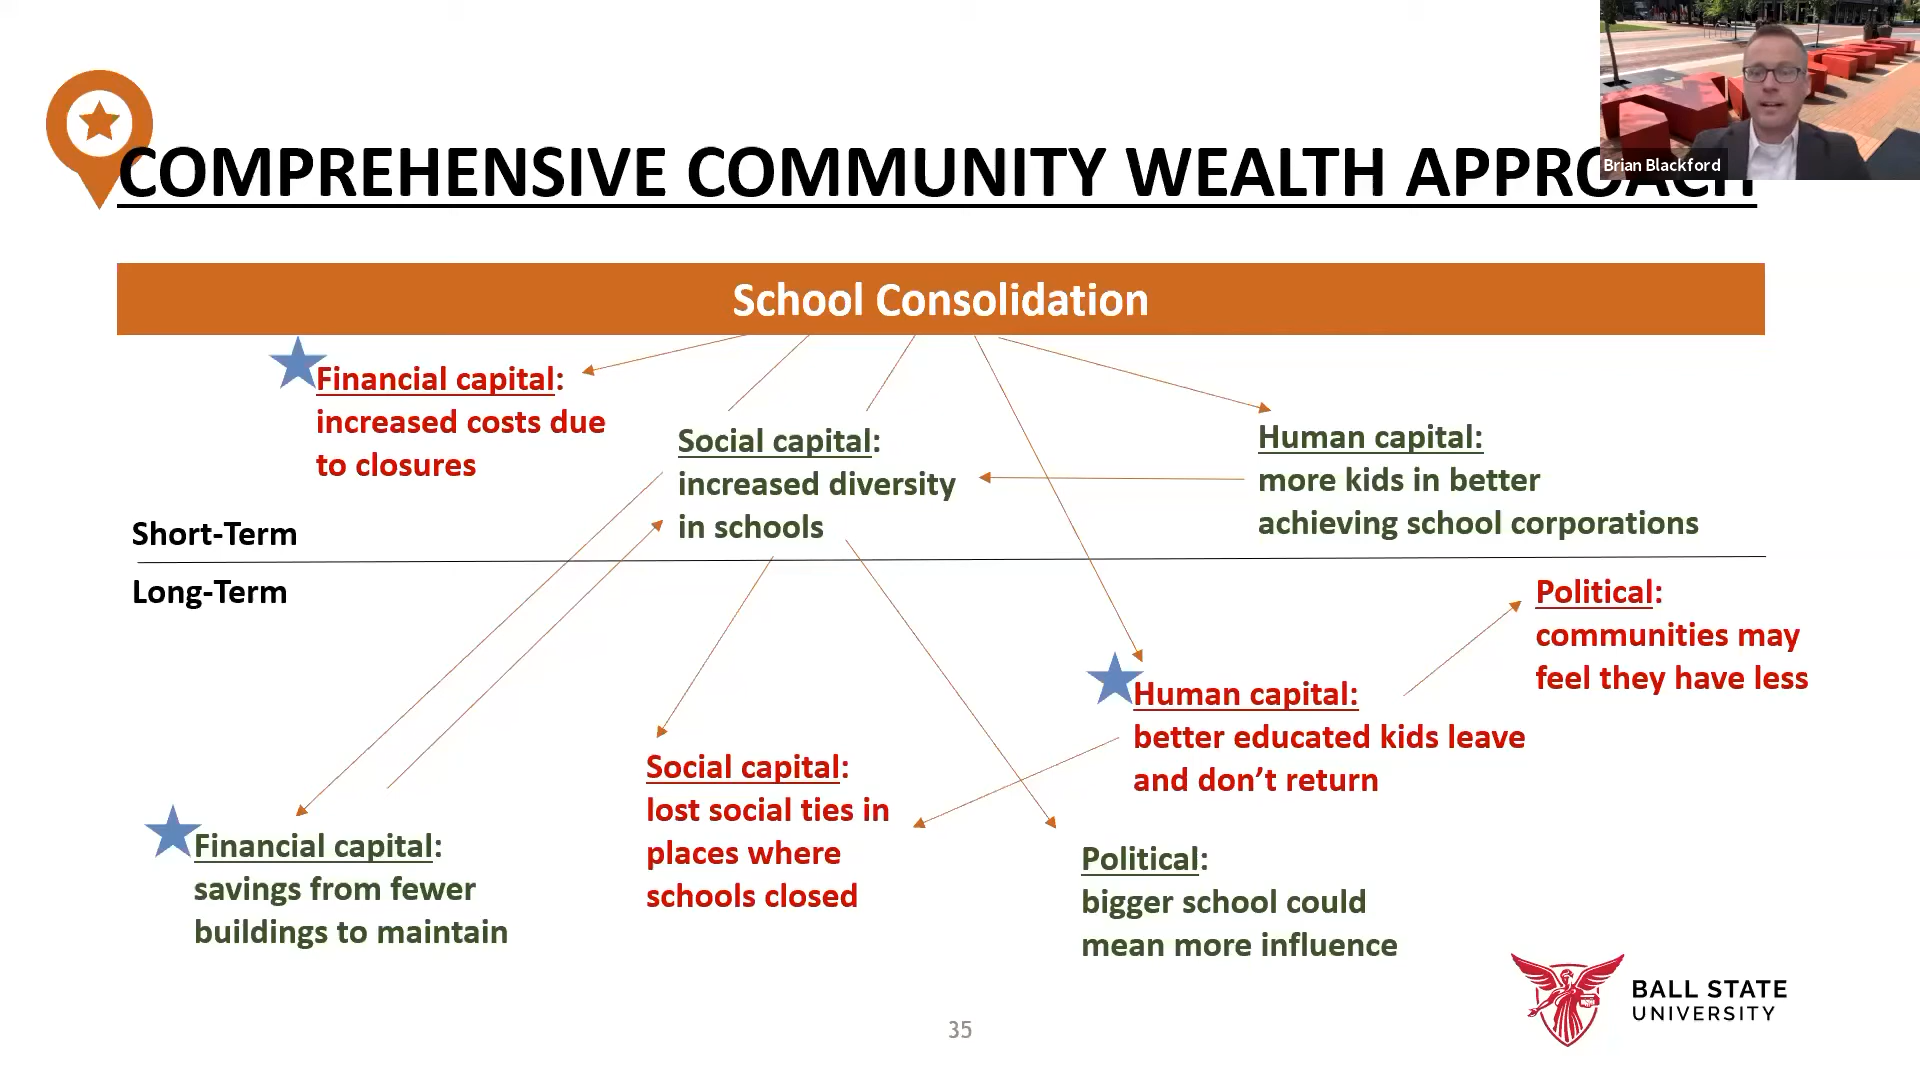 COMPREHENSIVE COMMUNITY WEALTH APPROACH
Brian Blackford
School Consolidation
Financial capital:
increased costs due
to closures
Social capital:
increased diversity
in schools
Human capital:
more kids in better
achieving school corporations
Short-Term
Long-Term
Political:
communities may
feel they have less
Human capital:
better educated kids leave
and don’t return
Social capital:
lost social ties in
places where
schools closed
Financial capital:
savings from fewer
buildings to maintain
Political:
bigger school could
mean more influence
BALL STATE
UNIVERSITY
35